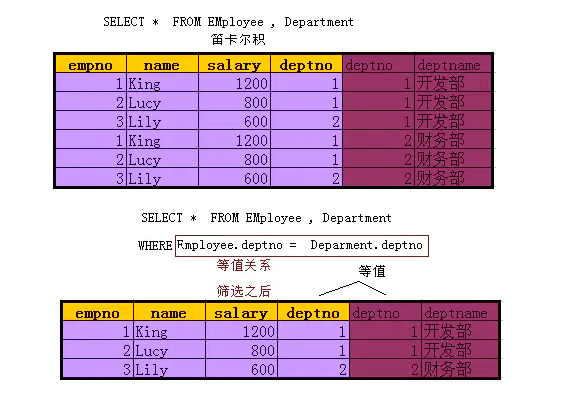 SELECT * FROM EMployee , Department
笛卡尔积
empno name salary deptno deptno deptname
1 King 1200 1 1 开发部
2 Lucy 800 1 1 开发部
3 Lily 600 2 1 开发部
1 King 1200 1 2 财务部
2 Lucy 800 1 2 财务部
3 Lily 600 2 2 财务部
SELECT * FROM EMployee , Department
WHERE Employee.deptno = Deparment.deptno
等值关系
等值
筛选之后
empno name salary deptno deptno deptname
1 King 1200 1 1 开发部
2 Lucy 800 1 1 开发部
3 Lily 600 2 2 财务部